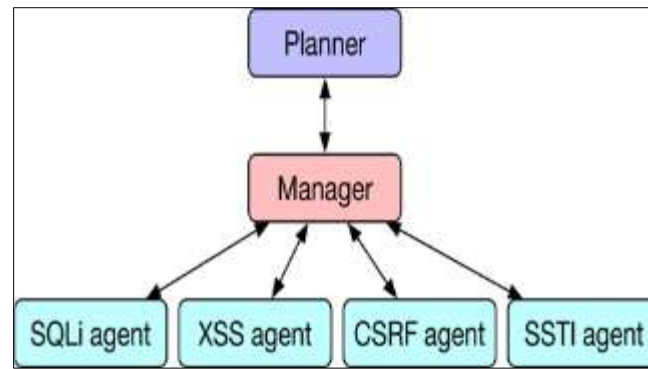 Planner
Manager
SQLi agent
XSS agent
CSRF agent
SSTI agent